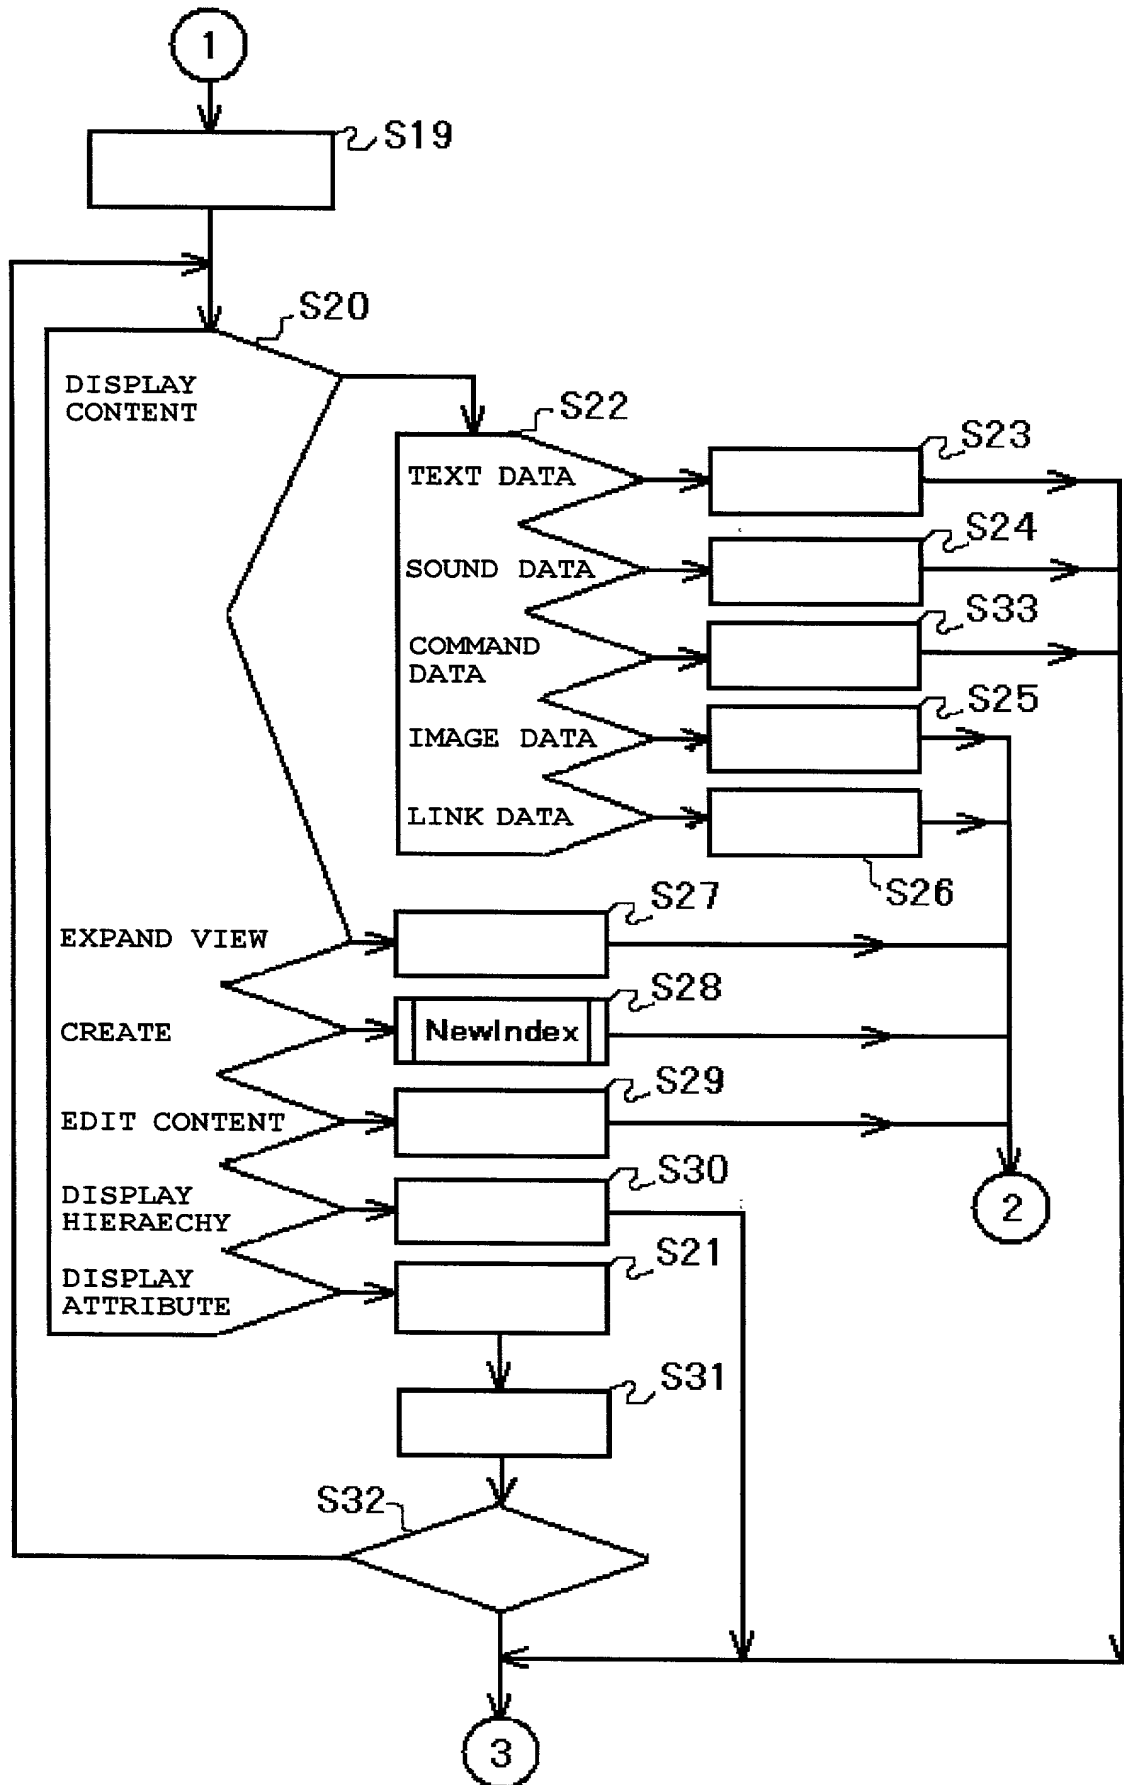 1
S19
S20
DISPLAY
CONTENT
S22
S23
TEXT DATA
S24
SOUND DATA
S33
COMMAND
DATA
S25
IMAGE DATA
LINK DATA
S26
S27
EXPAND VIEW
S28
CREATE
NewIndex
S29
EDIT CONTENT
S30
DISPLAY
HIERAECHY
2
S21
DISPLAY
ATTRIBUTE
S31
S32
3